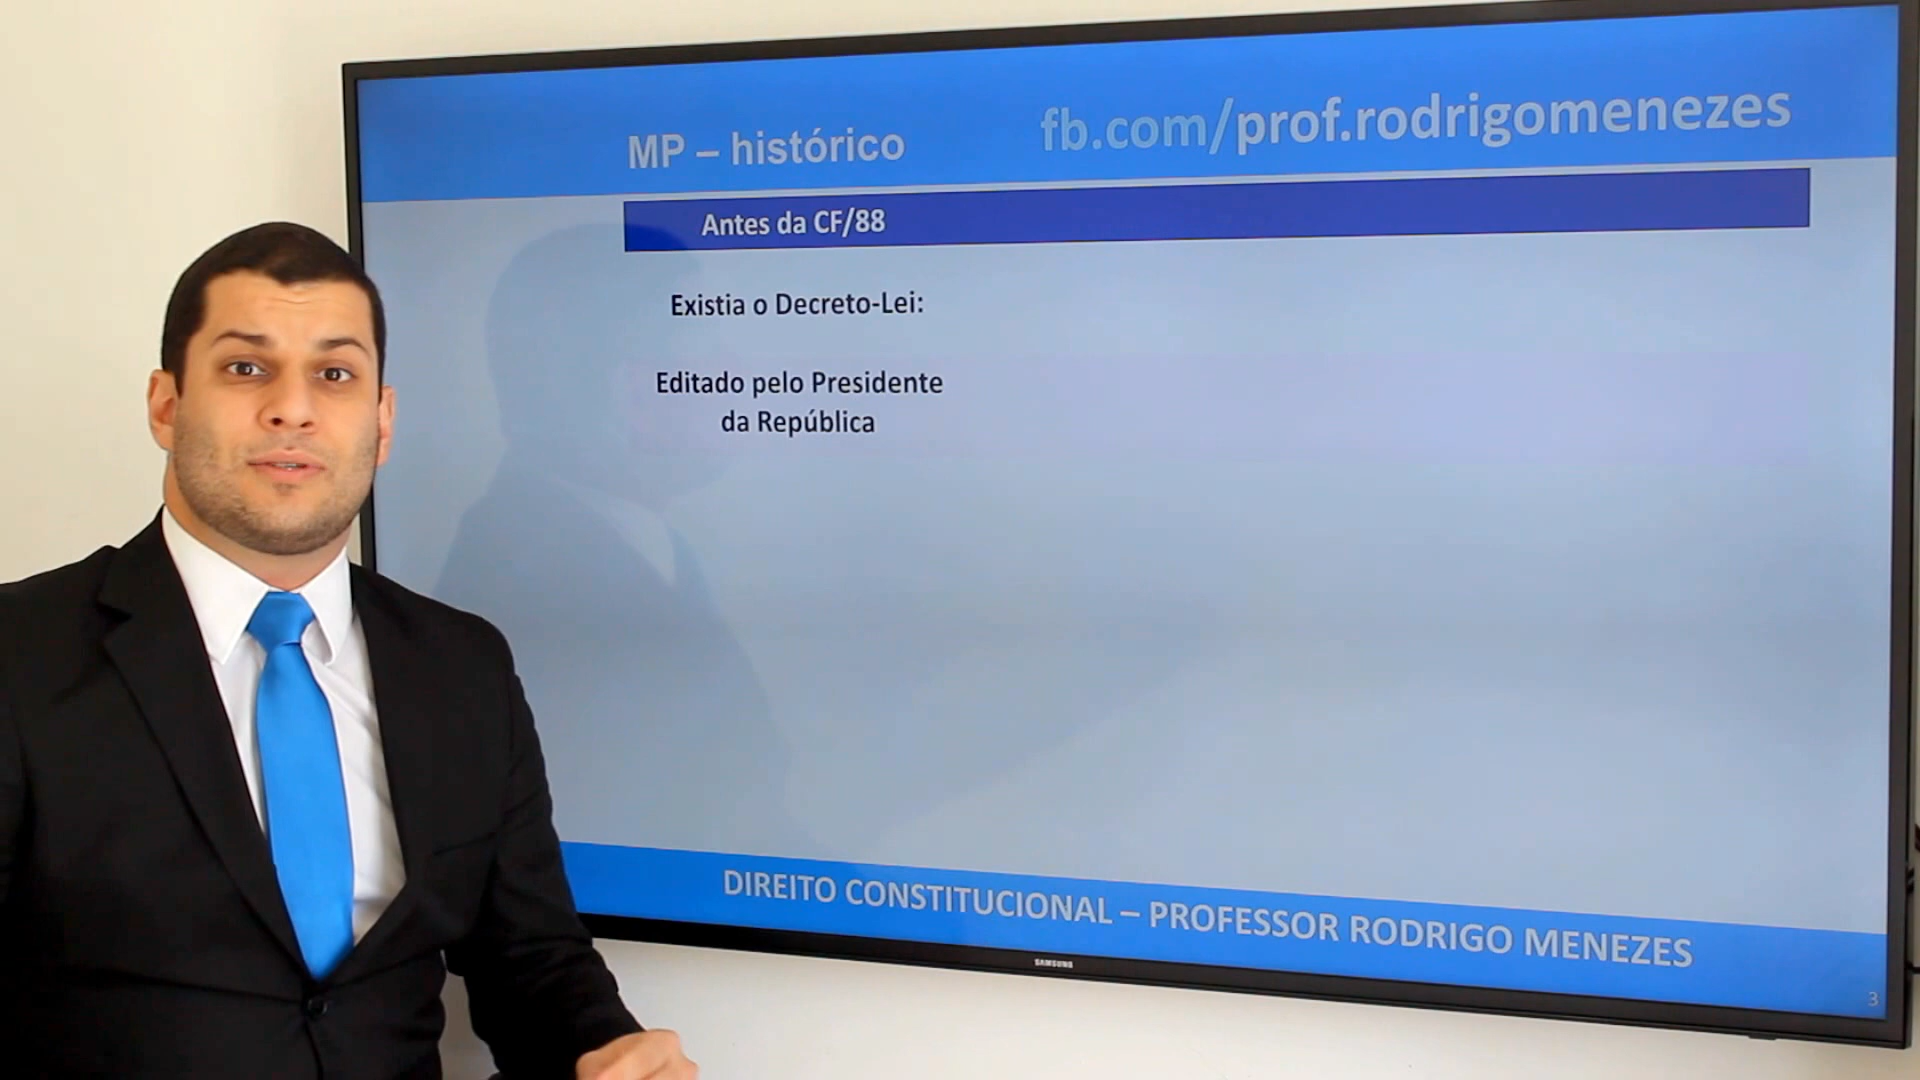 MP – histórico
fb.com/prof.rodrigomenezes
Antes da CF/88
Existia o Decreto-Lei:
Editado pelo Presidente
da República
DIREITO CONSTITUCIONAL – PROFESSOR RODRIGO MENEZES
SAMSUNG
3